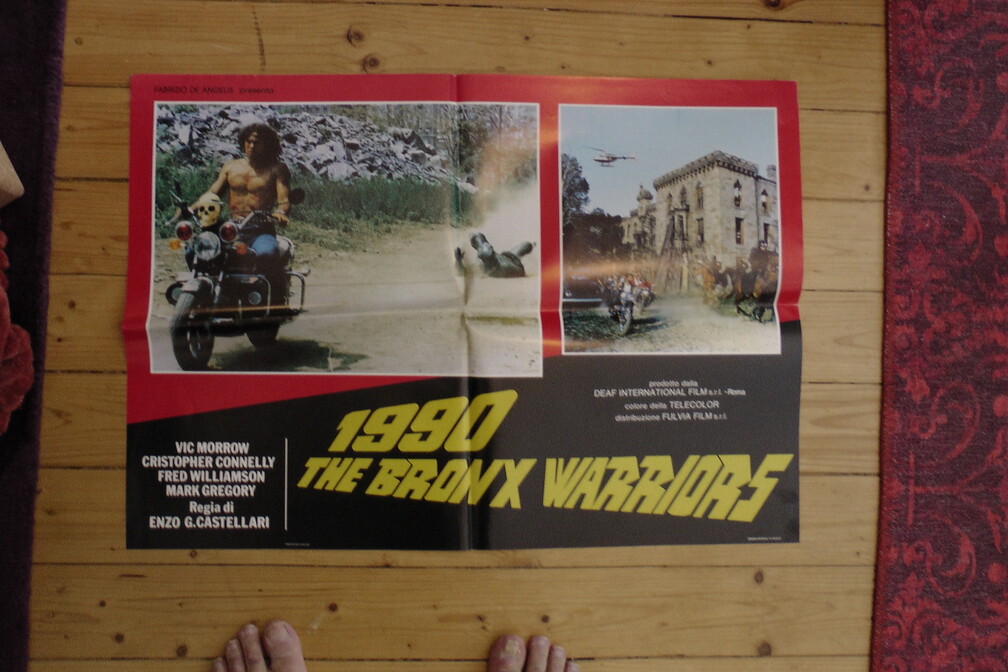 FABRIZIO DE ANGELIS presenta
prodotto dalla
DEAF INTERNATIONAL FILM s.r.l. -Roma
colore della TELECOLOR
distribuzione FULVIA FILM s.r.l.
1990
THE BRONX WARRIORS
VIC MORROW
CRISTOPHER CONNELLY
FRED WILLIAMSON
MARK GREGORY
Regia di
ENZO G.CASTELLARI